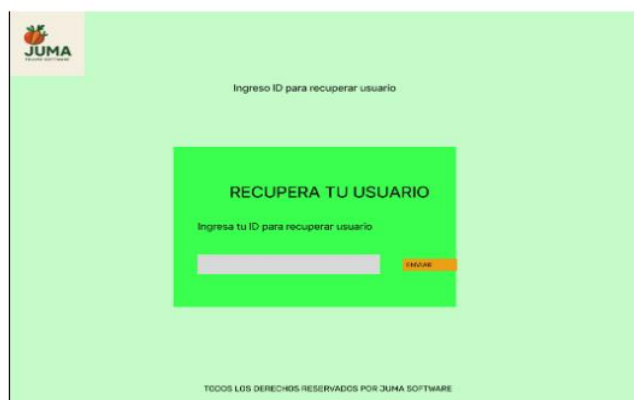 JUMA
Ingreso ID para recuperar usuario
RECUPERA TU USUARIO
Ingresa tu ID para recuperar usuario
ENVIAR
TODOS LOS DERECHOS RESERVADOS POR JUMA SOFTWARE